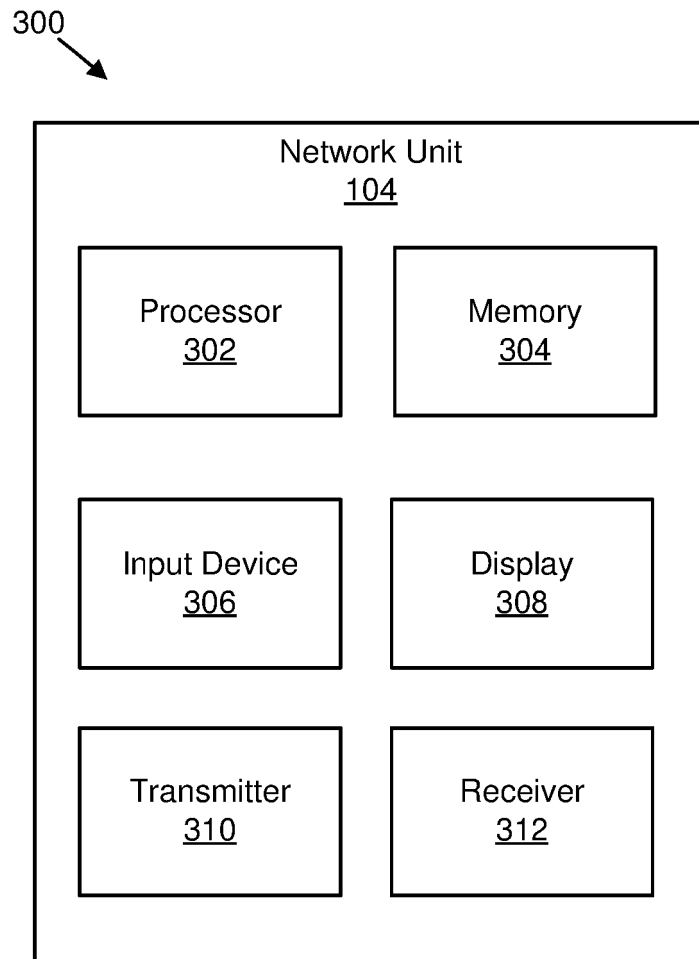 300
Network Unit
104
Processor
302
Memory
304
Input Device
306
Display
308
Transmitter
310
Receiver
312